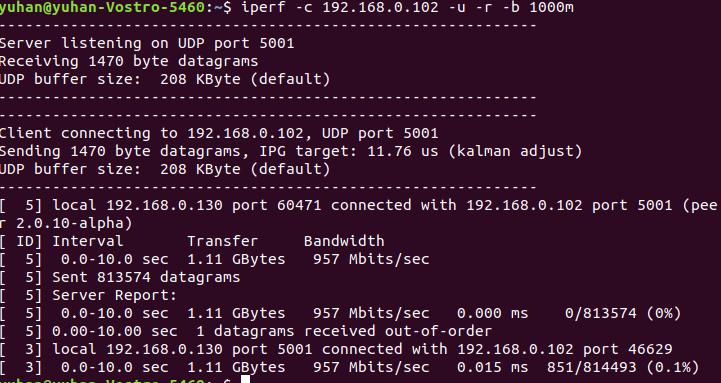 yuhan@yuhan-Vostro-5460:~$ iperf -c 192.168.0.102 -u -r -b 1000m
------------------------------------------------------------
Server listening on UDP port 5001
Receiving 1470 byte datagrams
UDP buffer size:  208 KByte (default)
------------------------------------------------------------
------------------------------------------------------------
Client connecting to 192.168.0.102, UDP port 5001
Sending 1470 byte datagrams, IPG target: 11.76 us (kalman adjust)
UDP buffer size:  208 KByte (default)
------------------------------------------------------------
[  5] local 192.168.0.130 port 60471 connected with 192.168.0.102 port 5001 (pee
r 2.0.10-alpha)
[ ID] Interval       Transfer     Bandwidth
[  5]  0.0-10.0 sec  1.11 GBytes   957 Mbits/sec
[  5] Sent 813574 datagrams
[  5] Server Report:
[  5]  0.0-10.0 sec  1.11 GBytes   957 Mbits/sec   0.000 ms    0/813574 (0%)
[  5] 0.00-10.00 sec  1 datagrams received out-of-order
[  3] local 192.168.0.130 port 5001 connected with 192.168.0.102 port 46629
[  3]  0.0-10.0 sec  1.11 GBytes   957 Mbits/sec   0.015 ms  851/814493 (0.1%)
yuhan@yuhan-Vostro-5460:~$